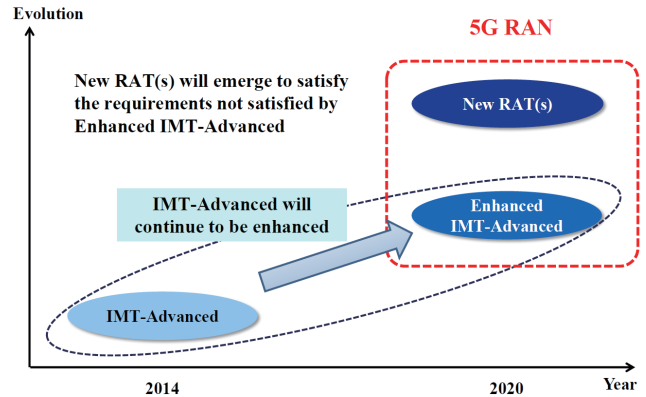 Evolution
5G RAN
New RAT(s) will emerge to satisfy
the requirements not satisfied by
Enhanced IMT-Advanced
New RAT(s)
IMT-Advanced will
continue to be enhanced
Enhanced
IMT-Advanced
IMT-Advanced
2014
2020
Year